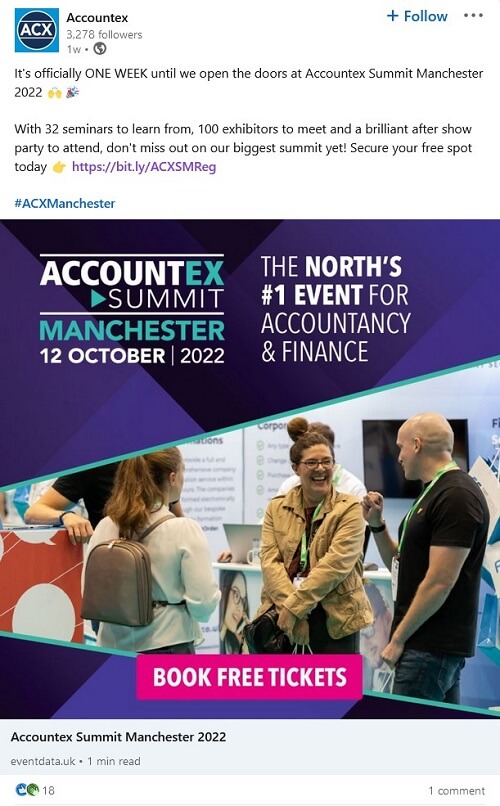 ACX
Accountex
3,278 followers
1w •
+ Follow
•••
It's officially ONE WEEK until we open the doors at Accountex Summit Manchester
2022 🙌 🎉
With 32 seminars to learn from, 100 exhibitors to meet and a brilliant after show
party to attend, don't miss out on our biggest summit yet! Secure your free spot
today 👉 https://bit.ly/ACXSMReg
#ACXManchester
ACCOUNTEX
SUMMIT
MANCHESTER
12 OCTOBER | 2022
THE NORTH'S
#1 EVENT FOR
ACCOUNTANCY
& FINANCE
BOOK FREE TICKETS
Accountex Summit Manchester 2022
eventdata.uk • 1 min read
18
1 comment